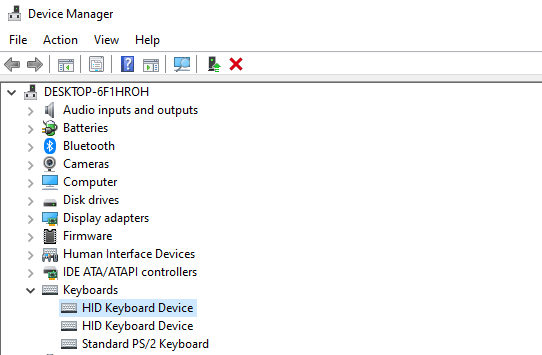 Device Manager
File Action View Help
DESKTOP-6F1HROH
Audio inputs and outputs
Batteries
Bluetooth
Cameras
Computer
Disk drives
Display adapters
Firmware
Human Interface Devices
IDE ATA/ATAPI controllers
Keyboards
HID Keyboard Device
HID Keyboard Device
Standard PS/2 Keyboard